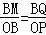 BM/OB = BQ/OP